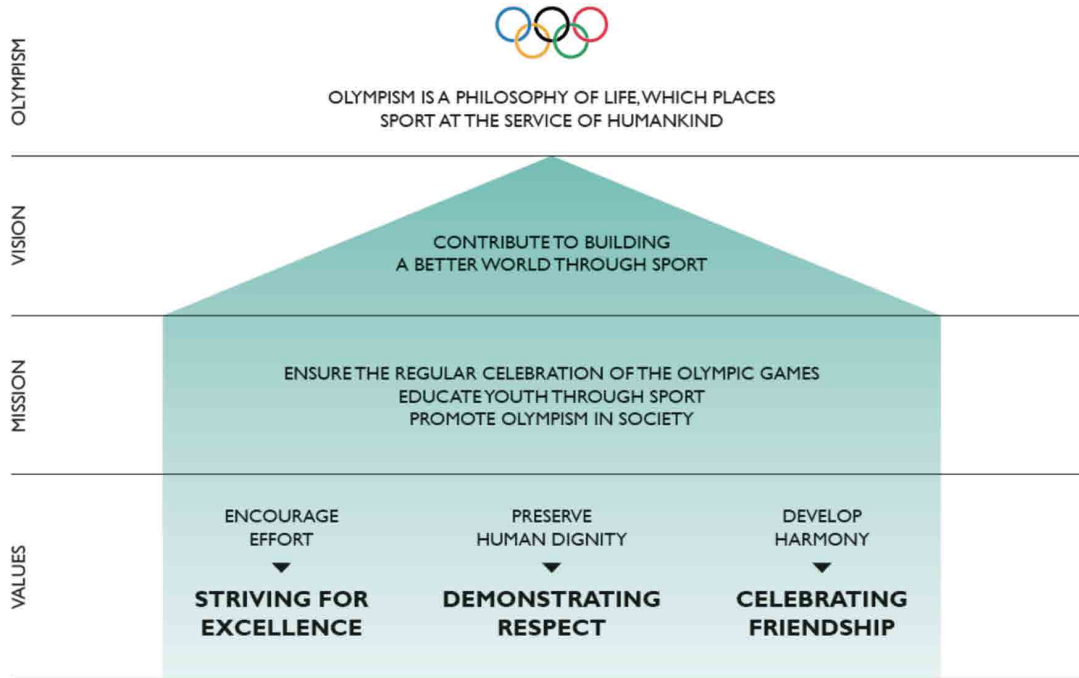 OLYMPISM
OLYMPISM IS A PHILOSOPHY OF LIFE, WHICH PLACES
SPORT AT THE SERVICE OF HUMANKIND
VISION
CONTRIBUTE TO BUILDING
A BETTER WORLD THROUGH SPORT
MISSION
ENSURE THE REGULAR CELEBRATION OF THE OLYMPIC GAMES
EDUCATE YOUTH THROUGH SPORT
PROMOTE OLYMPISM IN SOCIETY
VALUES
ENCOURAGE
EFFORT
STRIVING FOR
EXCELLENCE
PRESERVE
HUMAN DIGNITY
DEMONSTRATING
RESPECT
DEVELOP
HARMONY
CELEBRATING
FRIENDSHIP